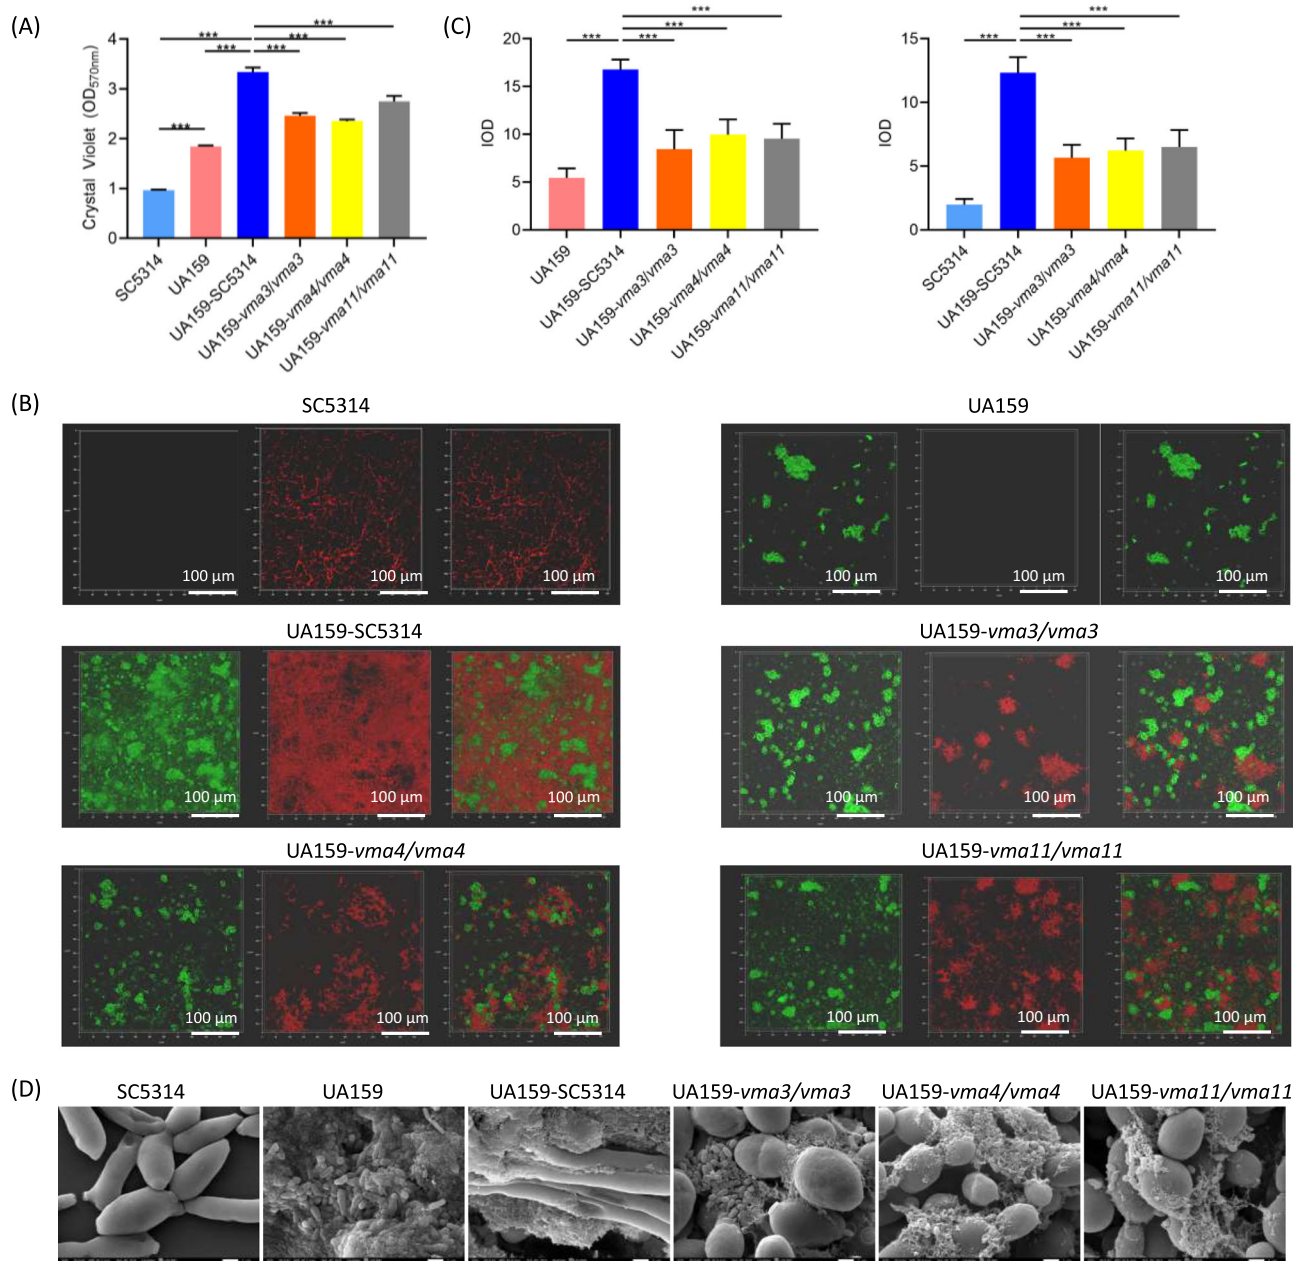 (A)
***
***
***
***
***
***
***
4
3
2
1
0
Crystal Violet (OD570nm)
SC5314
UA159
UA159-SC5314
UA159-vma3/vma3
UA159-vma4/vma4
UA159-vma11/vma11
(C)
***
***
***
***
20
15
10
5
0
IOD
UA159
UA159-SC5314
UA159-vma3/vma3
UA159-vma4/vma4
UA159-vma11/vma11
***
***
***
***
15
10
5
0
IOD
SC5314
UA159-SC5314
UA159-vma3/vma3
UA159-vma4/vma4
UA159-vma11/vma11
(B)
SC5314
UA159
100 µm
100 µm
100 µm
100 µm
100 µm
100 µm
UA159-SC5314
UA159-vma3/vma3
100 µm
100 µm
100 µm
100 µm
100 µm
100 µm
UA159-vma4/vma4
UA159-vma11/vma11
100 µm
100 µm
100 µm
100 µm
100 µm
100 µm
(D)
SC5314
UA159
UA159-SC5314
UA159-vma3/vma3
UA159-vma4/vma4
UA159-vma11/vma11